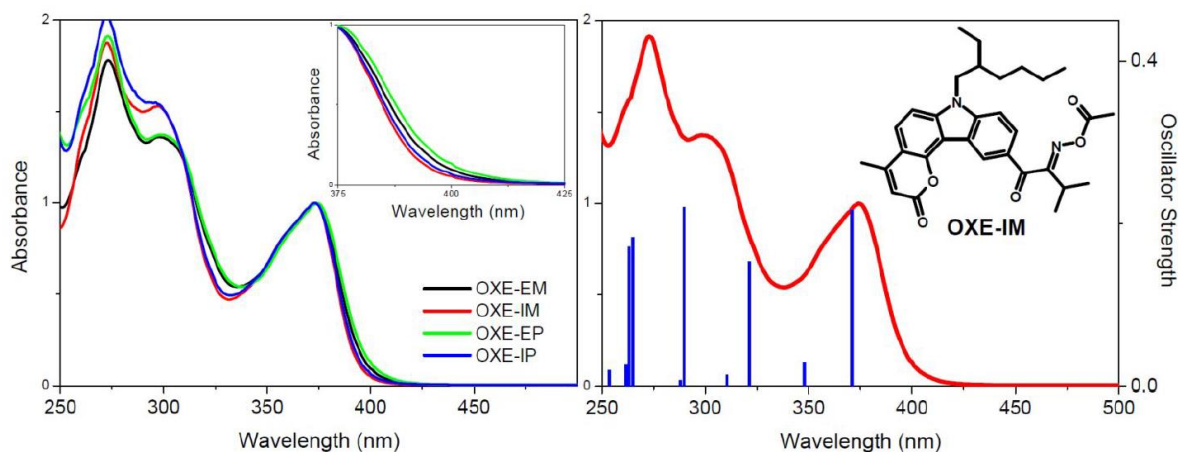 2
1
0
Absorbance
250
300
350
400
450
Wavelength (nm)
OXE-EM
OXE-IM
OXE-EP
OXE-IP
1
0
Absorbance
375
400
425
Wavelength (nm)
2
1
0
250
300
350
400
450
500
Wavelength (nm)
0.4
0.2
0.0
Oscillator Strength
N
O
O
N
O
O
O
O
OXE-IM